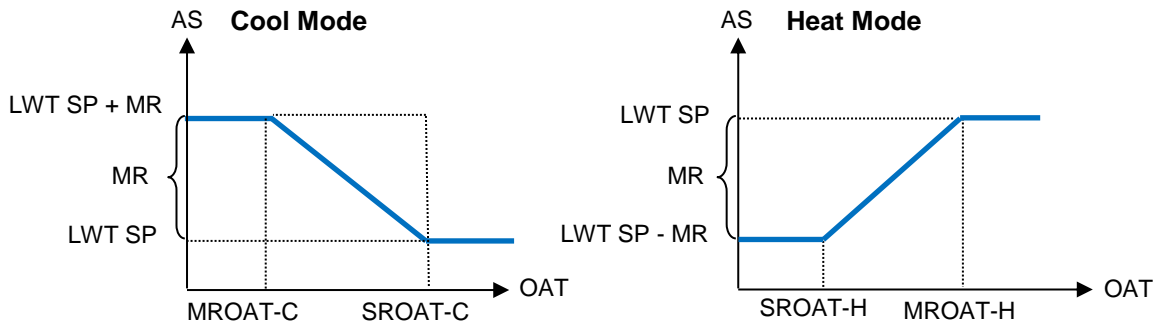 AS Cool Mode
LWT SP + MR
MR
LWT SP
OAT
MROAT-C SROAT-C
AS Heat Mode
LWT SP
MR
LWT SP - MR
OAT
SROAT-H MROAT-H